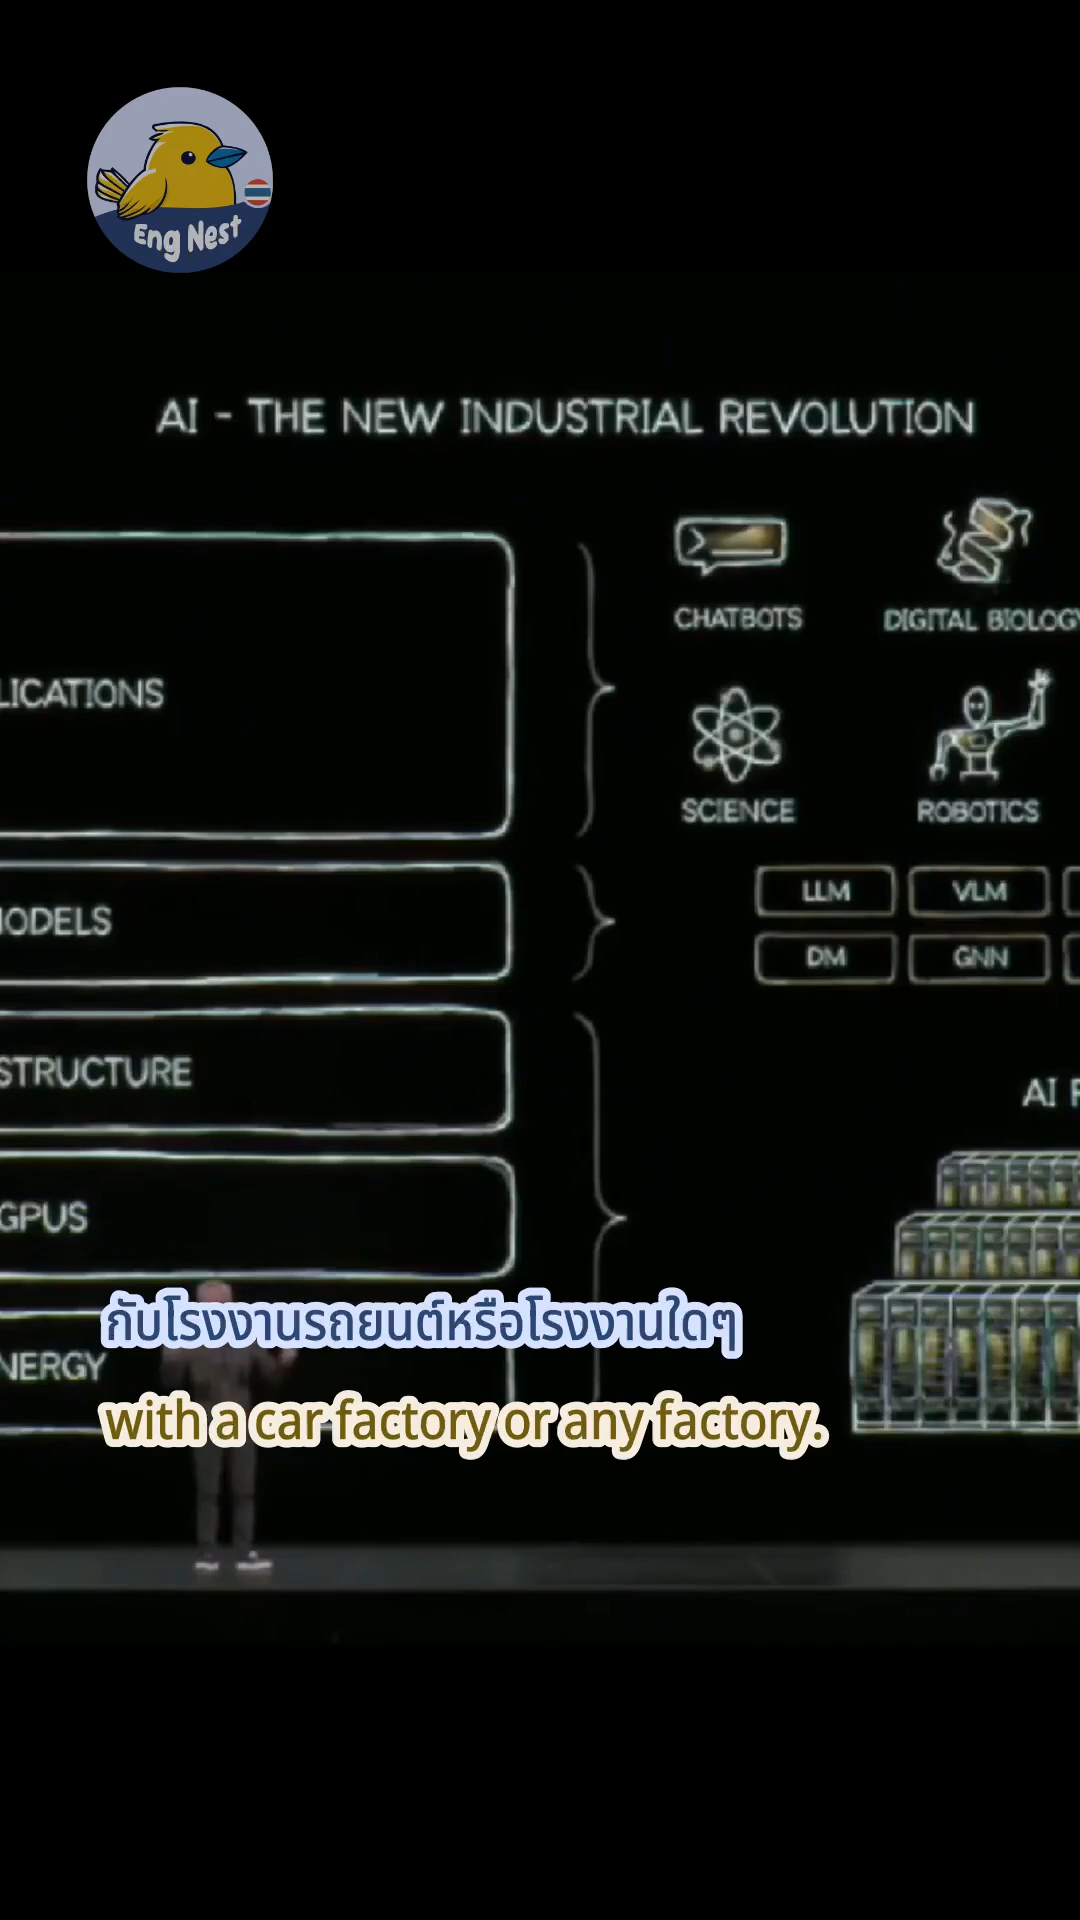 Eng Nest
AI - THE NEW INDUSTRIAL REVOLUTION
CHATBOTS
DIGITAL BIOLOGY
LICATIONS
SCIENCE
ROBOTICS
LLM
VLM
ODELS
DM
GNN
STRUCTURE
AI
GPUS
กับโรงงานรถยนต์หรือโรงงานใดๆ
NERGY
with a car factory or any factory.